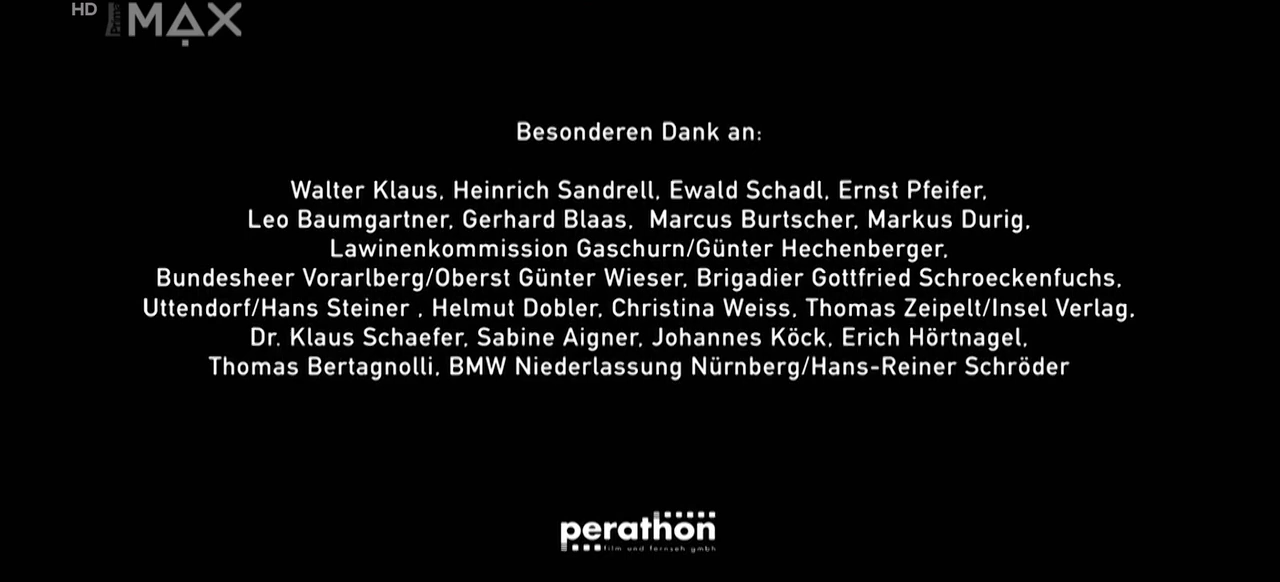 HD
MAX
Besonderen Dank an:
Walter Klaus, Heinrich Sandrell, Ewald Schadl, Ernst Pfeifer,
Leo Baumgartner, Gerhard Blaas,  Marcus Burtscher, Markus Durig,
Lawinenkommission Gaschurn/Günter Hechenberger,
Bundesheer Vorarlberg/Oberst Günter Wieser, Brigadier Gottfried Schroeckenfuchs,
Uttendorf/Hans Steiner , Helmut Dobler, Christina Weiss, Thomas Zeipelt/Insel Verlag,
Dr. Klaus Schaefer, Sabine Aigner, Johannes Köck, Erich Hörtnagel,
Thomas Bertagnolli, BMW Niederlassung Nürnberg/Hans-Reiner Schröder
perathon
film und fernseh gmbh